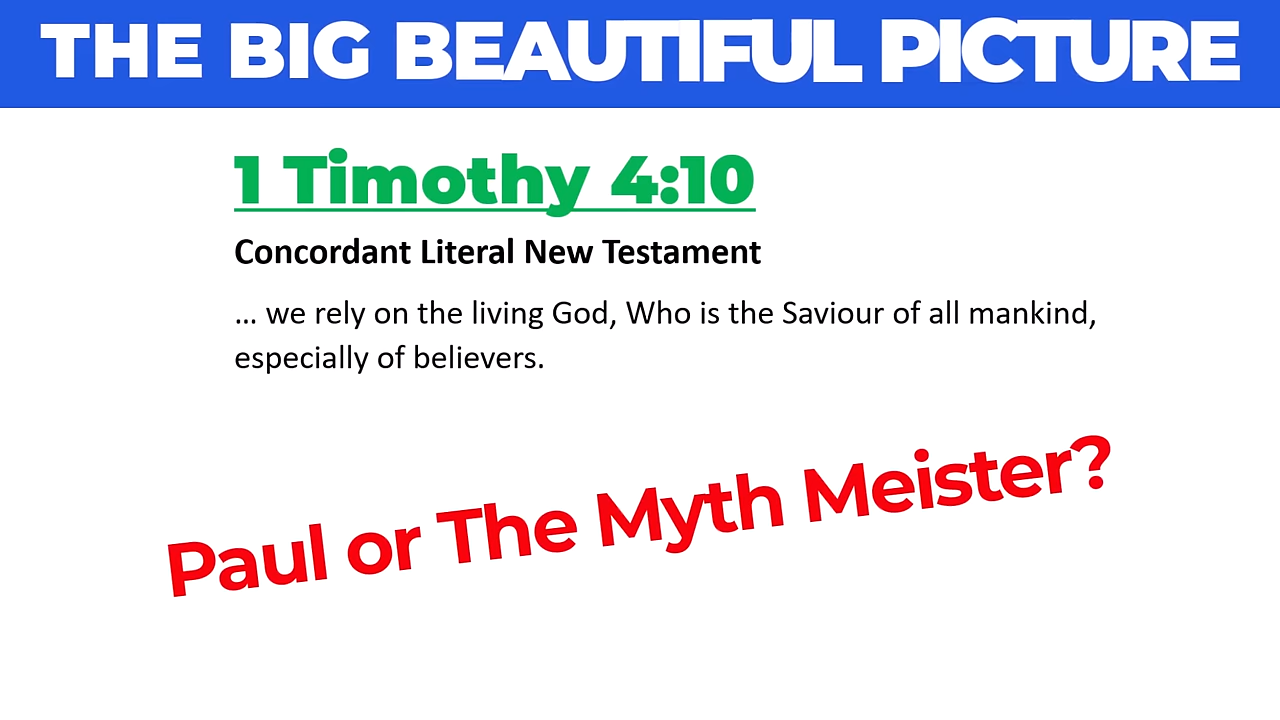 THE BIG BEAUTIFUL PICTURE
1 Timothy 4:10
Concordant Literal New Testament
... we rely on the living God, Who is the Saviour of all mankind,
especially of believers.
Paul or The Myth Meister?